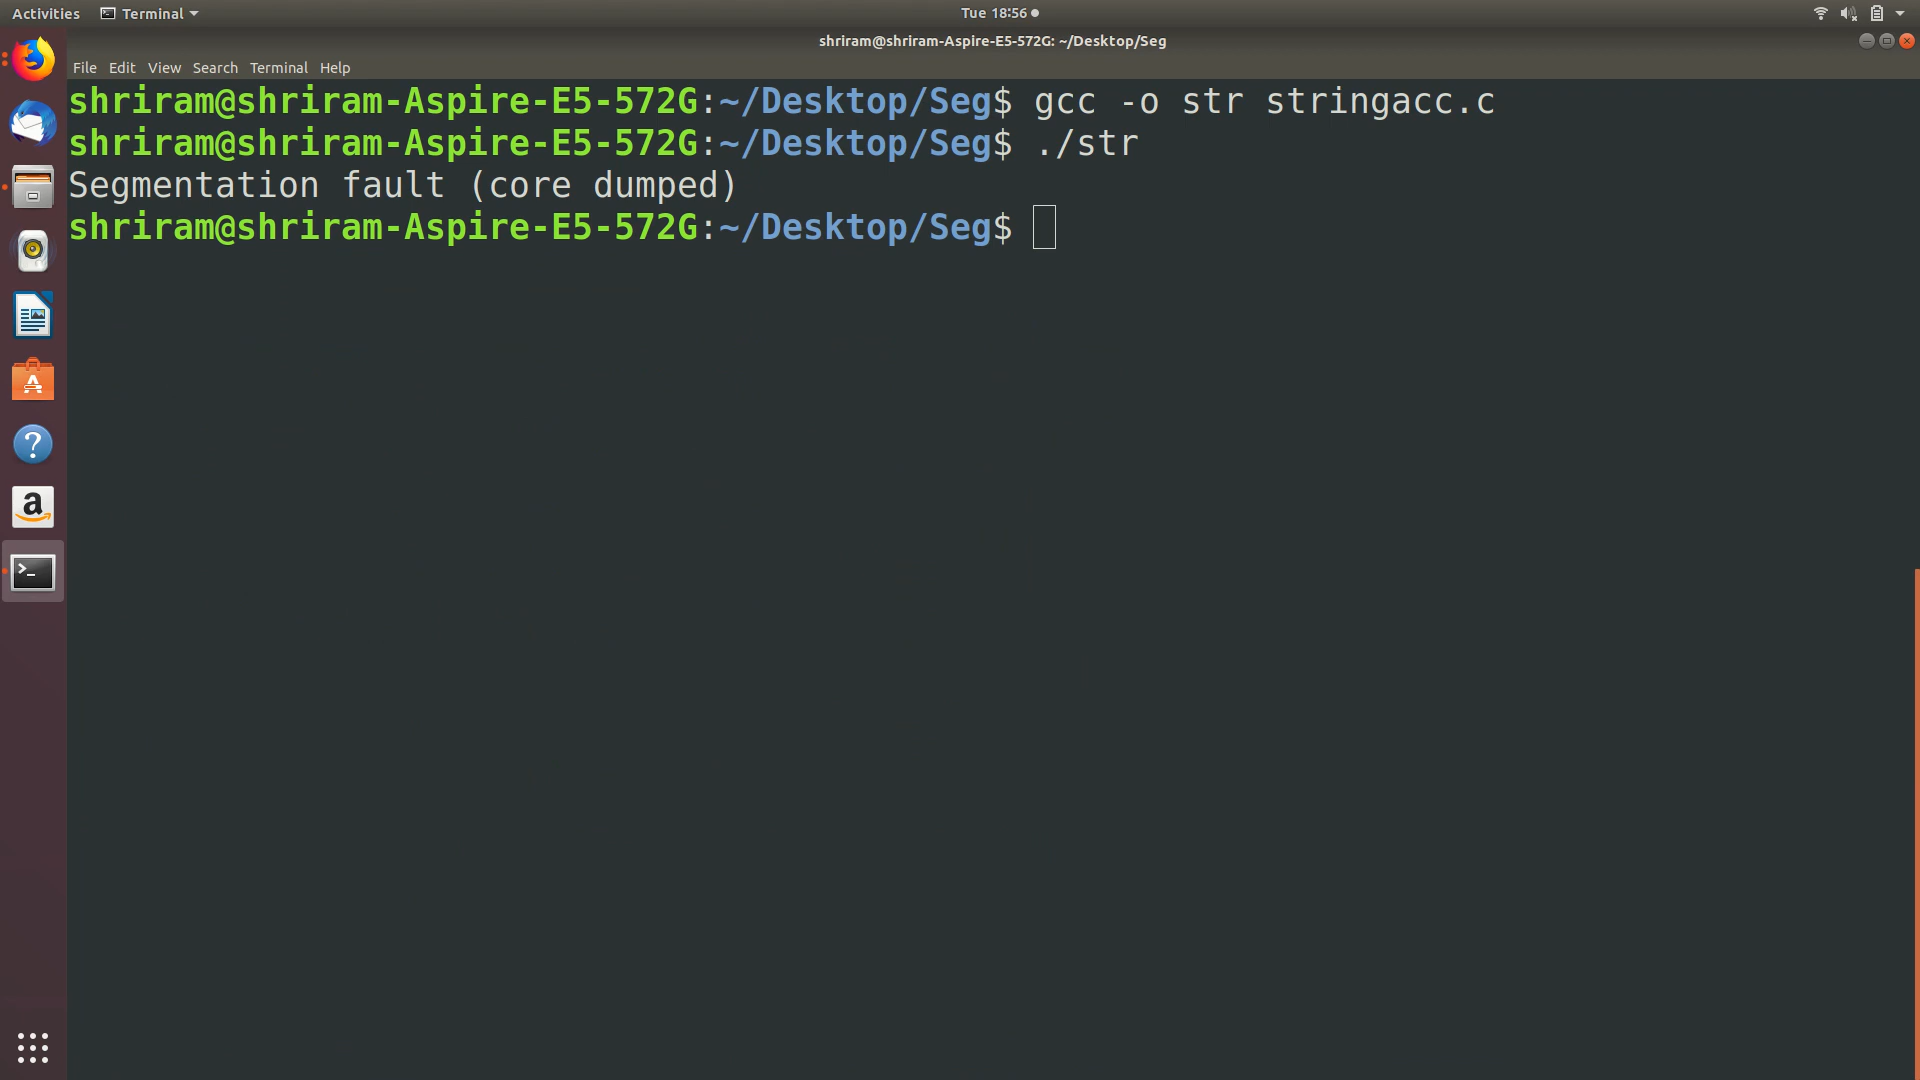 Activities Terminal Tue 18:56
shriram@shriram-Aspire-E5-572G: ~/Desktop/Seg
File Edit View Search Terminal Help
shriram@shriram-Aspire-E5-572G:~/Desktop/Seg$ gcc -o str stringacc.c
shriram@shriram-Aspire-E5-572G:~/Desktop/Seg$ ./str
Segmentation fault (core dumped)
shriram@shriram-Aspire-E5-572G:~/Desktop/Seg$